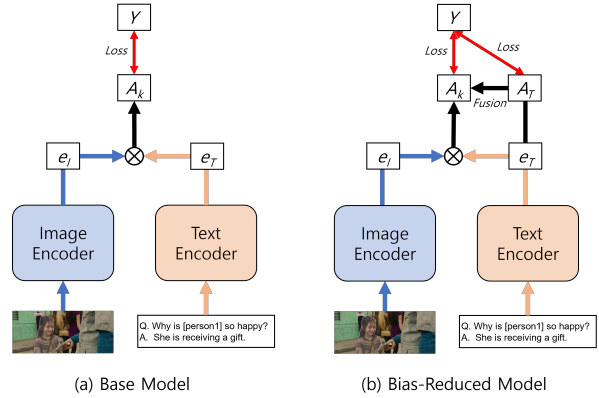 Y
Loss
A_k
e_I
e_T
Image
Encoder
Text
Encoder
Q. Why is [person1] so happy?
A. She is receiving a gift.
(a) Base Model
Y
Loss
Loss
A_k
Fusion
A_T
e_I
e_T
Image
Encoder
Text
Encoder
Q. Why is [person1] so happy?
A. She is receiving a gift.
(b) Bias-Reduced Model